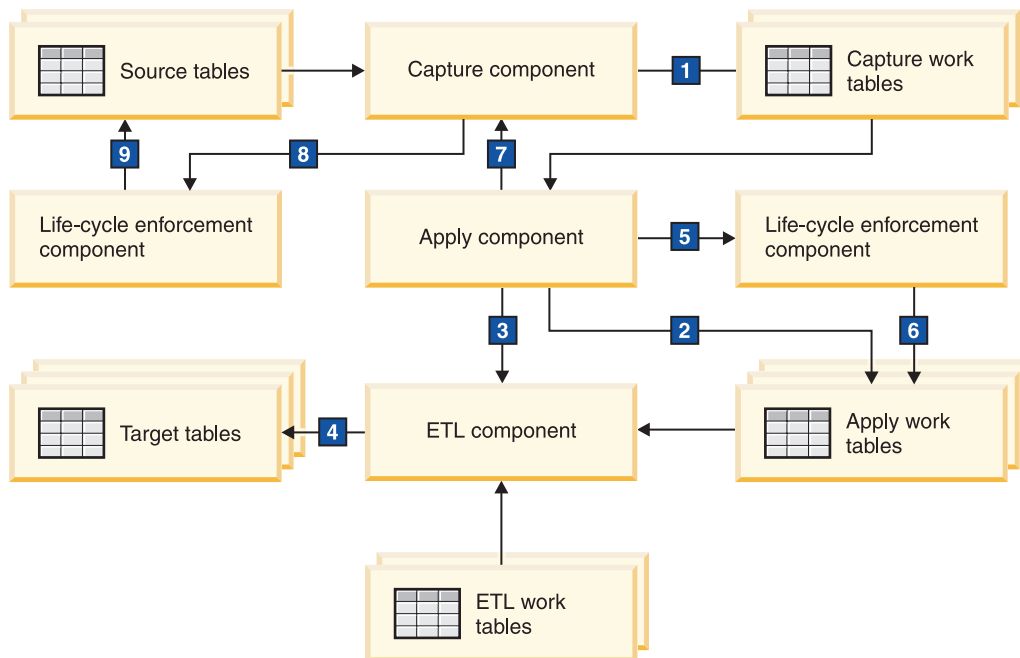 Source tables
Capture component
1
Capture work
tables
9
8
7
Life-cycle enforcement
component
Apply component
5
Life-cycle enforcement
component
3
2
6
Target tables
4
ETL component
Apply work
tables
ETL work
tables